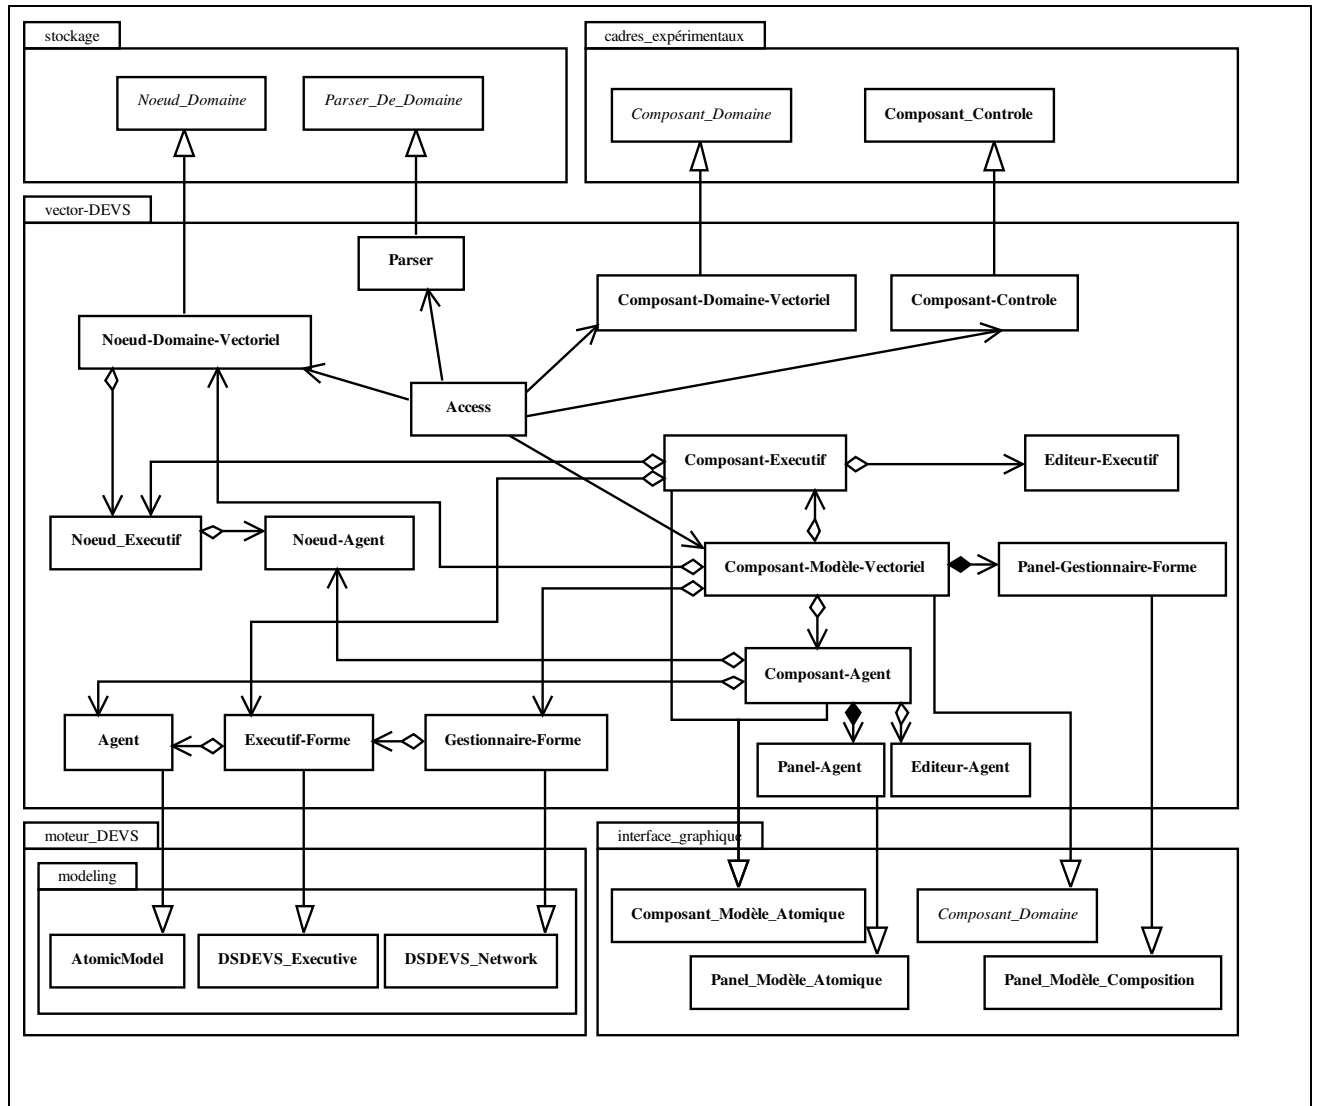 stockage
cadres_expérimentaux
Noeud_Domaine
Parser_De_Domaine
Composant_Domaine
Composant_Controle
vector-DEVS
Parser
Composant-Domaine-Vectoriel
Composant-Controle
Noeud-Domaine-Vectoriel
Access
Composant-Executif
Editeur-Executif
Noeud_Executif
Noeud-Agent
Composant-Modèle-Vectoriel
Panel-Gestionnaire-Forme
Composant-Agent
Agent
Executif-Forme
Gestionnaire-Forme
Panel-Agent
Editeur-Agent
moteur_DEVS
interface_graphique
modeling
Composant_Modèle_Atomique
Composant_Domaine
AtomicModel
DSDEVS_Executive
DSDEVS_Network
Panel_Modèle_Atomique
Panel_Modèle_Composition